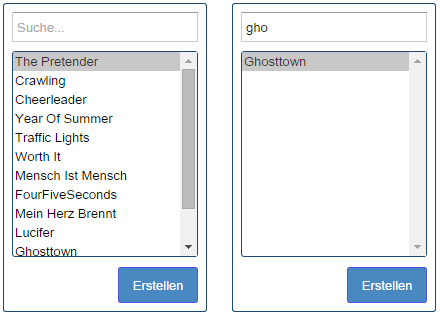 Suche...
The Pretender
Crawling
Cheerleader
Year Of Summer
Traffic Lights
Worth It
Mensch Ist Mensch
FourFiveSeconds
Mein Herz Brennt
Lucifer
Ghosttown
Erstellen
gho
Ghosttown
Erstellen